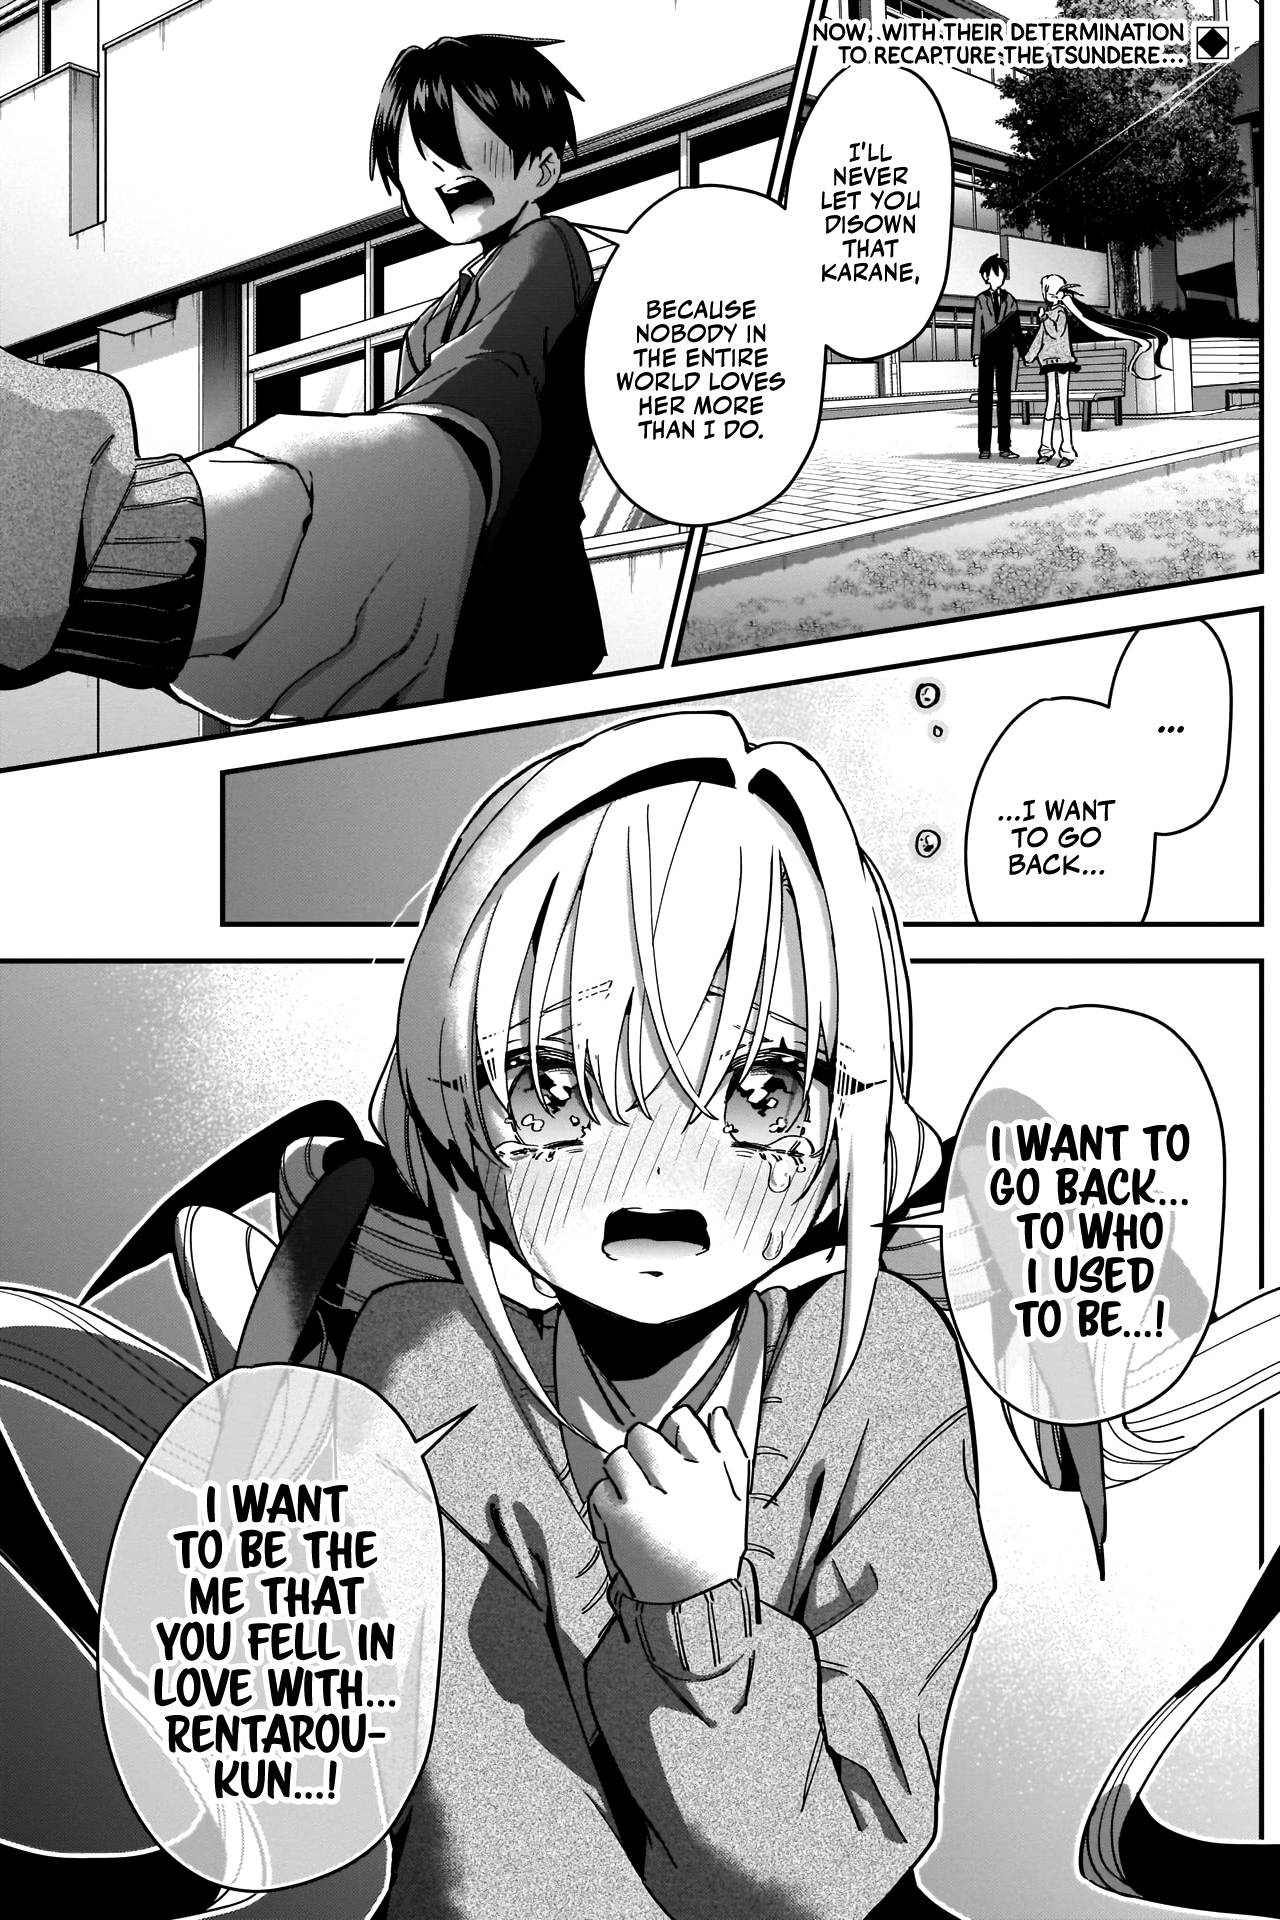 NOW, WITH THEIR DETERMINATION
TO RECAPTURE THE TSUNDERE...
I'LL
NEVER
LET YOU
DISOWN
THAT
KARANE,
BECAUSE
NOBODY IN
THE ENTIRE
WORLD LOVES
HER MORE
THAN I DO.
...
...I WANT
TO GO
BACK...
I WANT TO
GO BACK...
TO WHO
I USED
TO BE...!
I WANT
TO BE THE
ME THAT
YOU FELL IN
LOVE WITH...
RENTAROU-
KUN...!